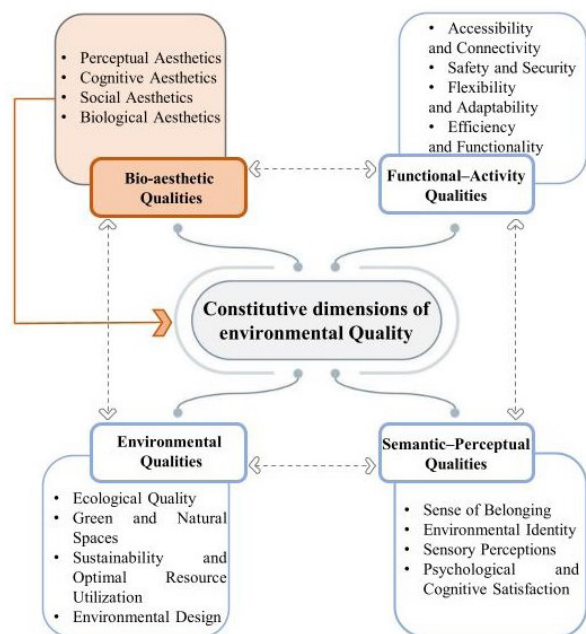 • Perceptual Aesthetics
• Cognitive Aesthetics
• Social Aesthetics
• Biological Aesthetics
Bio-aesthetic
Qualities
• Accessibility
and Connectivity
• Safety and Security
• Flexibility
and Adaptability
• Efficiency
and Functionality
Functional–Activity
Qualities
Constitutive dimensions of
environmental Quality
Environmental
Qualities
• Ecological Quality
• Green and Natural
Spaces
• Sustainability and
Optimal Resource
Utilization
• Environmental Design
Semantic–Perceptual
Qualities
• Sense of Belonging
• Environmental Identity
• Sensory Perceptions
• Psychological and
Cognitive Satisfaction